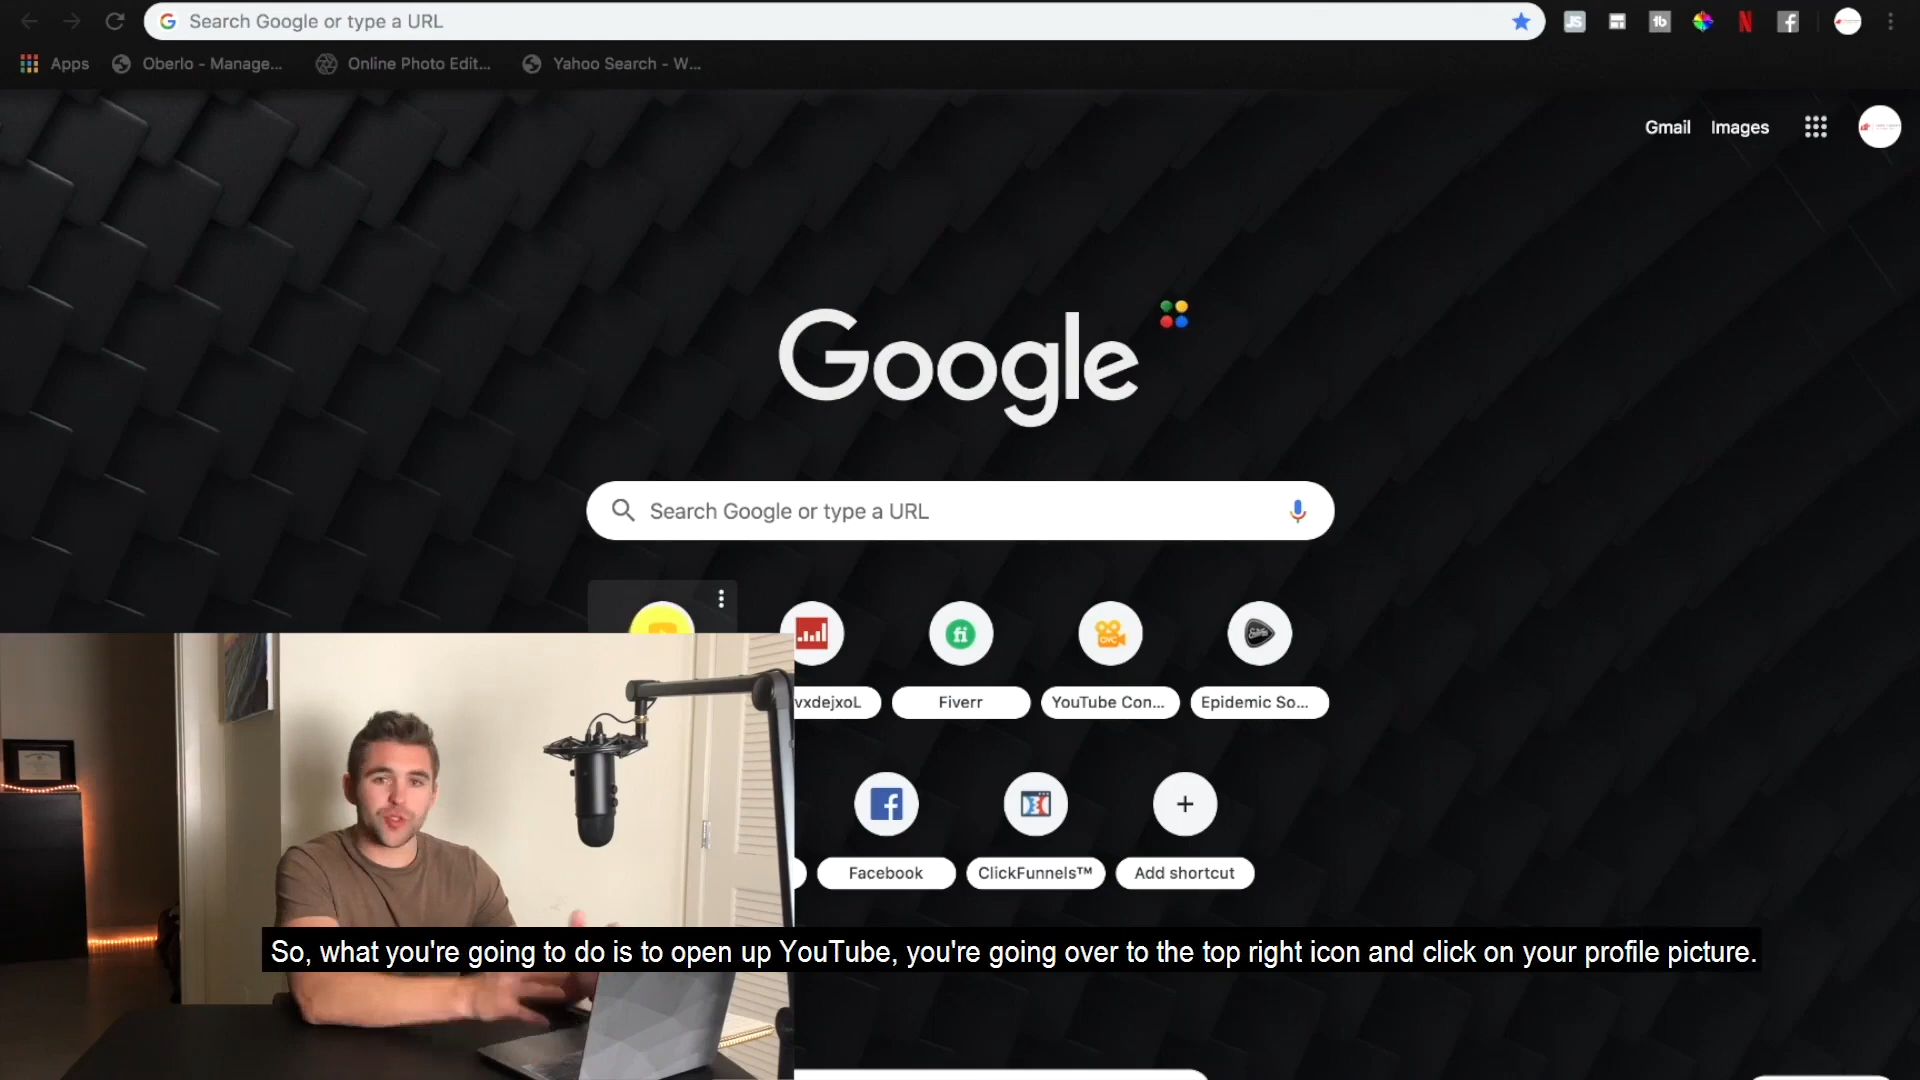 Search Google or type a URL
Apps
Oberlo - Manage...
Online Photo Edit...
Yahoo Search - W...
Gmail
Images
Google
Search Google or type a URL
vxdejxoL
Fiverr
YouTube Con...
Epidemic So...
Facebook
ClickFunnels™
Add shortcut
So, what you're going to do is to open up YouTube, you're going over to the top right icon and click on your profile picture.